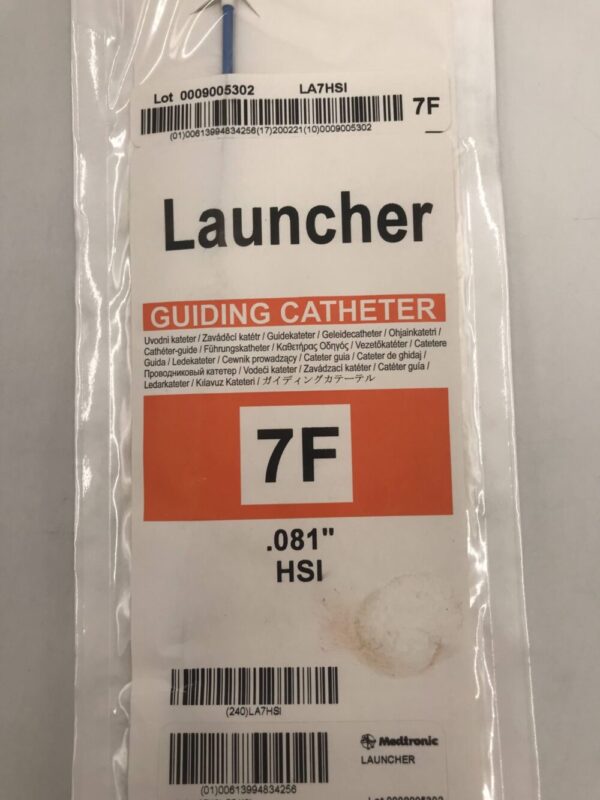 Lot 0009005302 LA7HSI
7F
(01)00613994834256(17)200221(10)0009005302
Launcher
GUIDING CATHETER
Uvodni kateter / Zaváděcí katétr / Guidekateter / Geleidecatheter / Ohjainkatetri /
Cathéter-guide / Führungskatheter / Καθετήρας Οδηγός / Vezetőkatéter / Catetere
Guida / Ledekateter / Cewnik prowadzący / Cateter guia / Cateter de ghidaj /
Проводниковый катетер / Vodeći kateter / Zavádzací katéter / Catéter guía /
Ledarkateter / Kılavuz Kateteri / ガイディングカテーテル
7F
.081"
HSI
(240)LA7HSI
Medtronic
LAUNCHER
(01)00613994834256
Lot 0009005302